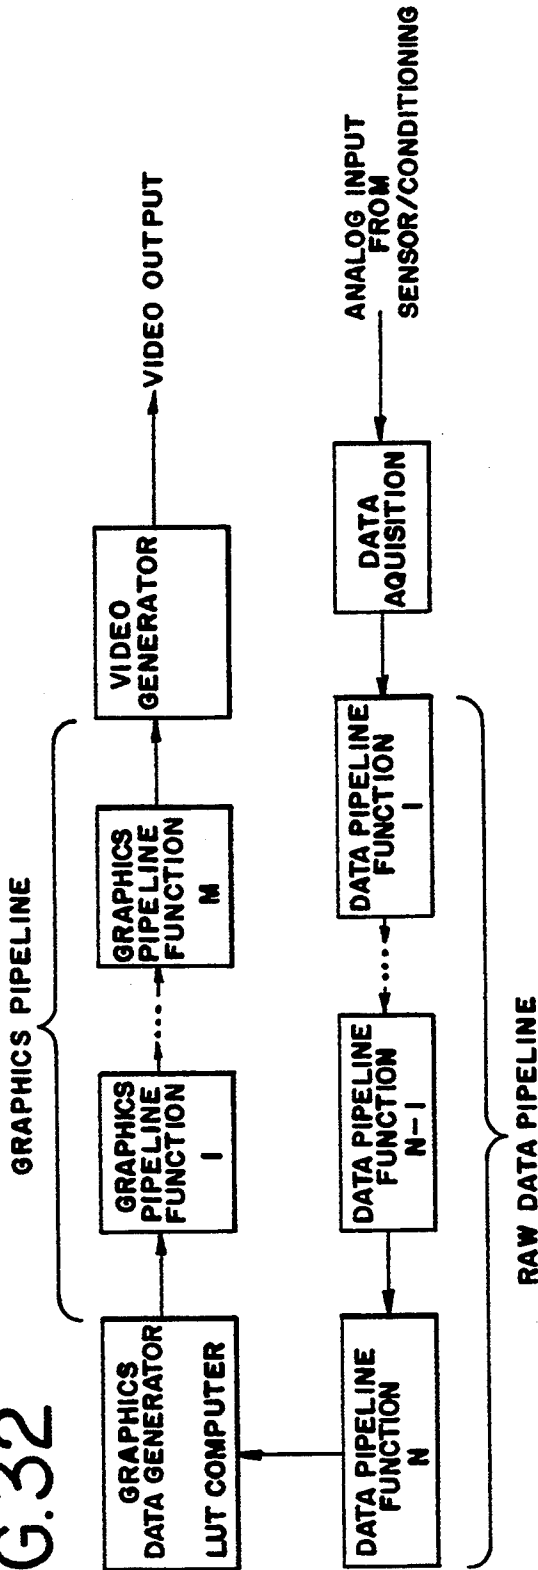 G.32
GRAPHICS PIPELINE
GRAPHICS
DATA GENERATOR
LUT COMPUTER
GRAPHICS
PIPELINE
FUNCTION
I
....
GRAPHICS
PIPELINE
FUNCTION
M
VIDEO
GENERATOR
VIDEO OUTPUT
DATA PIPELINE
FUNCTION
N
DATA PIPELINE
FUNCTION
N-I
....
DATA PIPELINE
FUNCTION
I
DATA
AQUISITION
ANALOG INPUT
FROM
SENSOR/CONDITIONING
RAW DATA PIPELINE